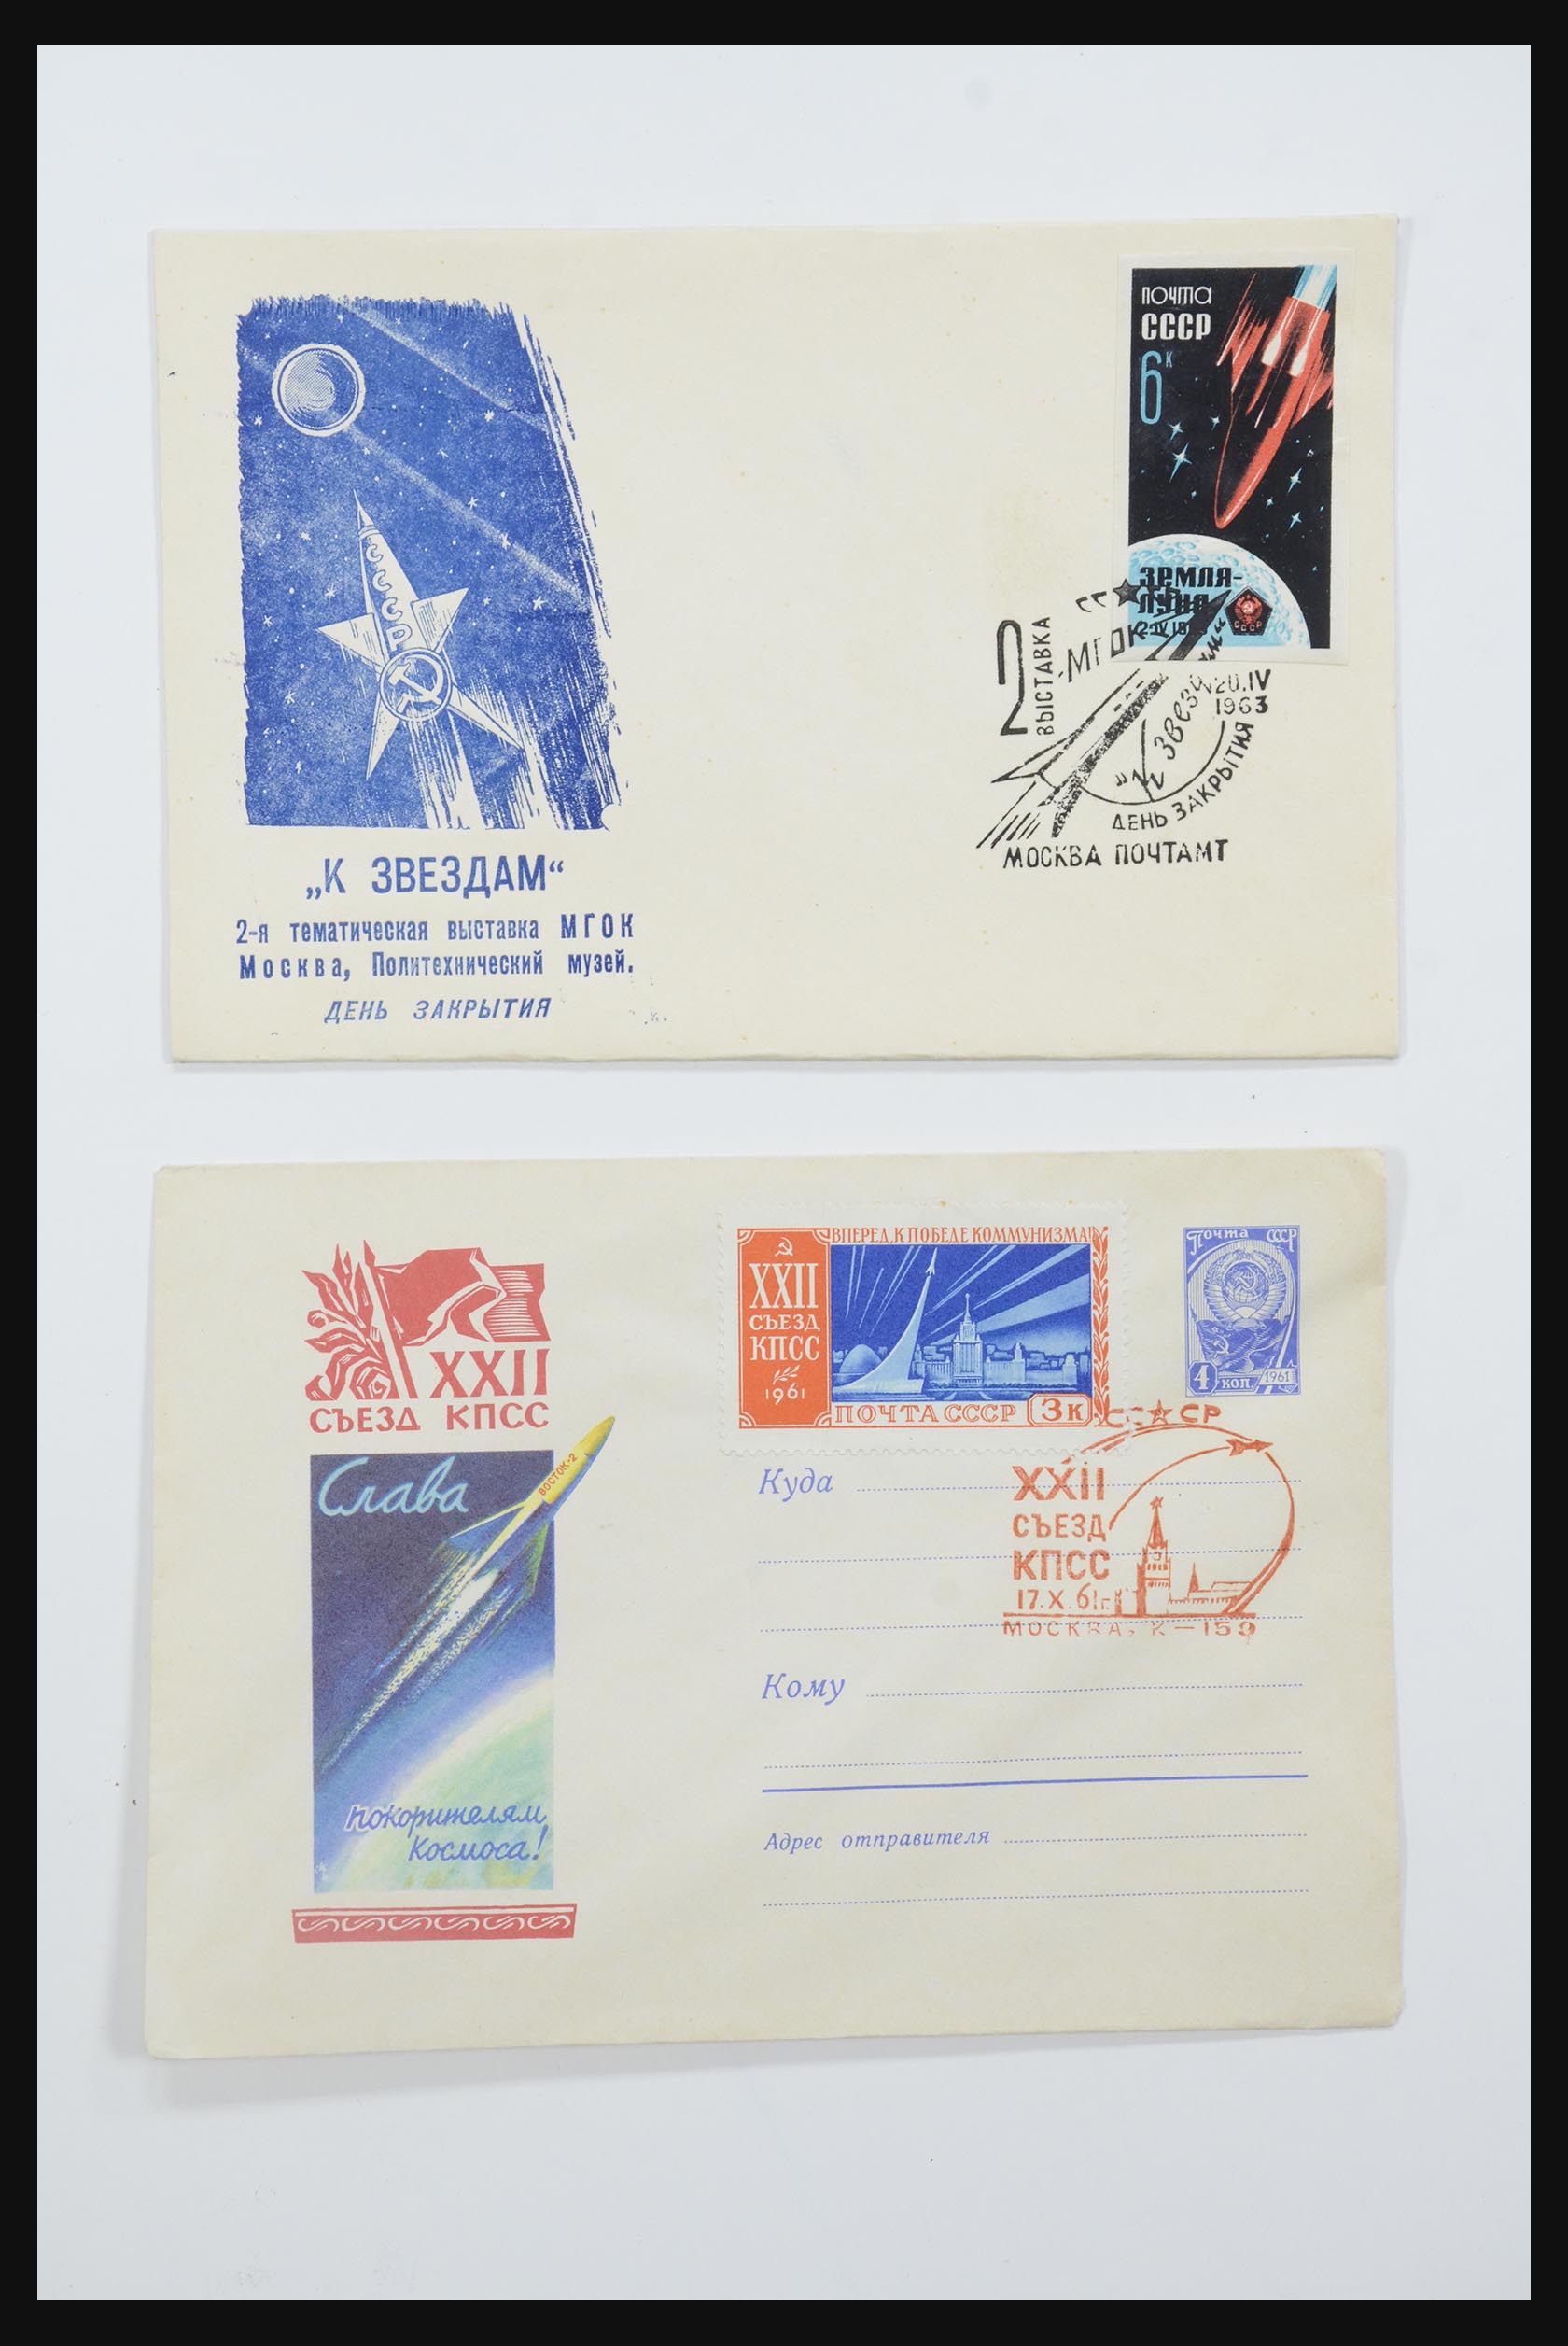 СССР
„К ЗВЕЗДАМ“
2-я тематическая выставка МГОК
Москва, Политехнический музей.
ДЕНЬ ЗАКРЫТИЯ
ПОЧТА
СССР
6 К
ЗЕМЛЯ-
ЛУНА
СССР
2
ВЫСТАВКА
МГОК
20.IV
1963
ДЕНЬ ЗАКРЫТИЯ
МОСКВА ПОЧТАМТ
XXII
СЪЕЗД КПСС
Слава
ВОСТОК-2
покорителям
космоса!
ВПЕРЕД, К ПОБЕДЕ КОММУНИЗМА!
XXII
СЪЕЗД
КПСС
1961
ПОЧТА СССР 3К
Почта СССР
4 коп. 1961
СССР
XXII
СЪЕЗД
КПСС
17.X.61г.
МОСКВА, К-159
Куда
Кому
Адрес отправителя